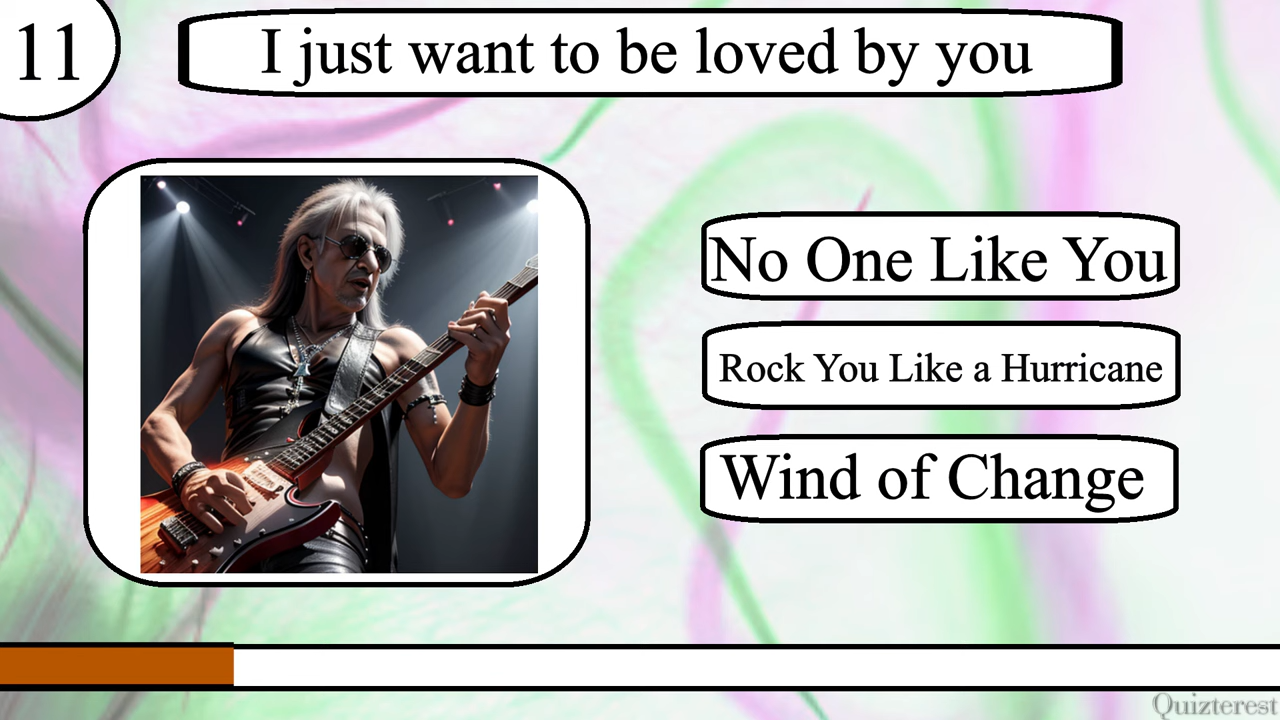 11
I just want to be loved by you
No One Like You
Rock You Like a Hurricane
Wind of Change
Quizterest